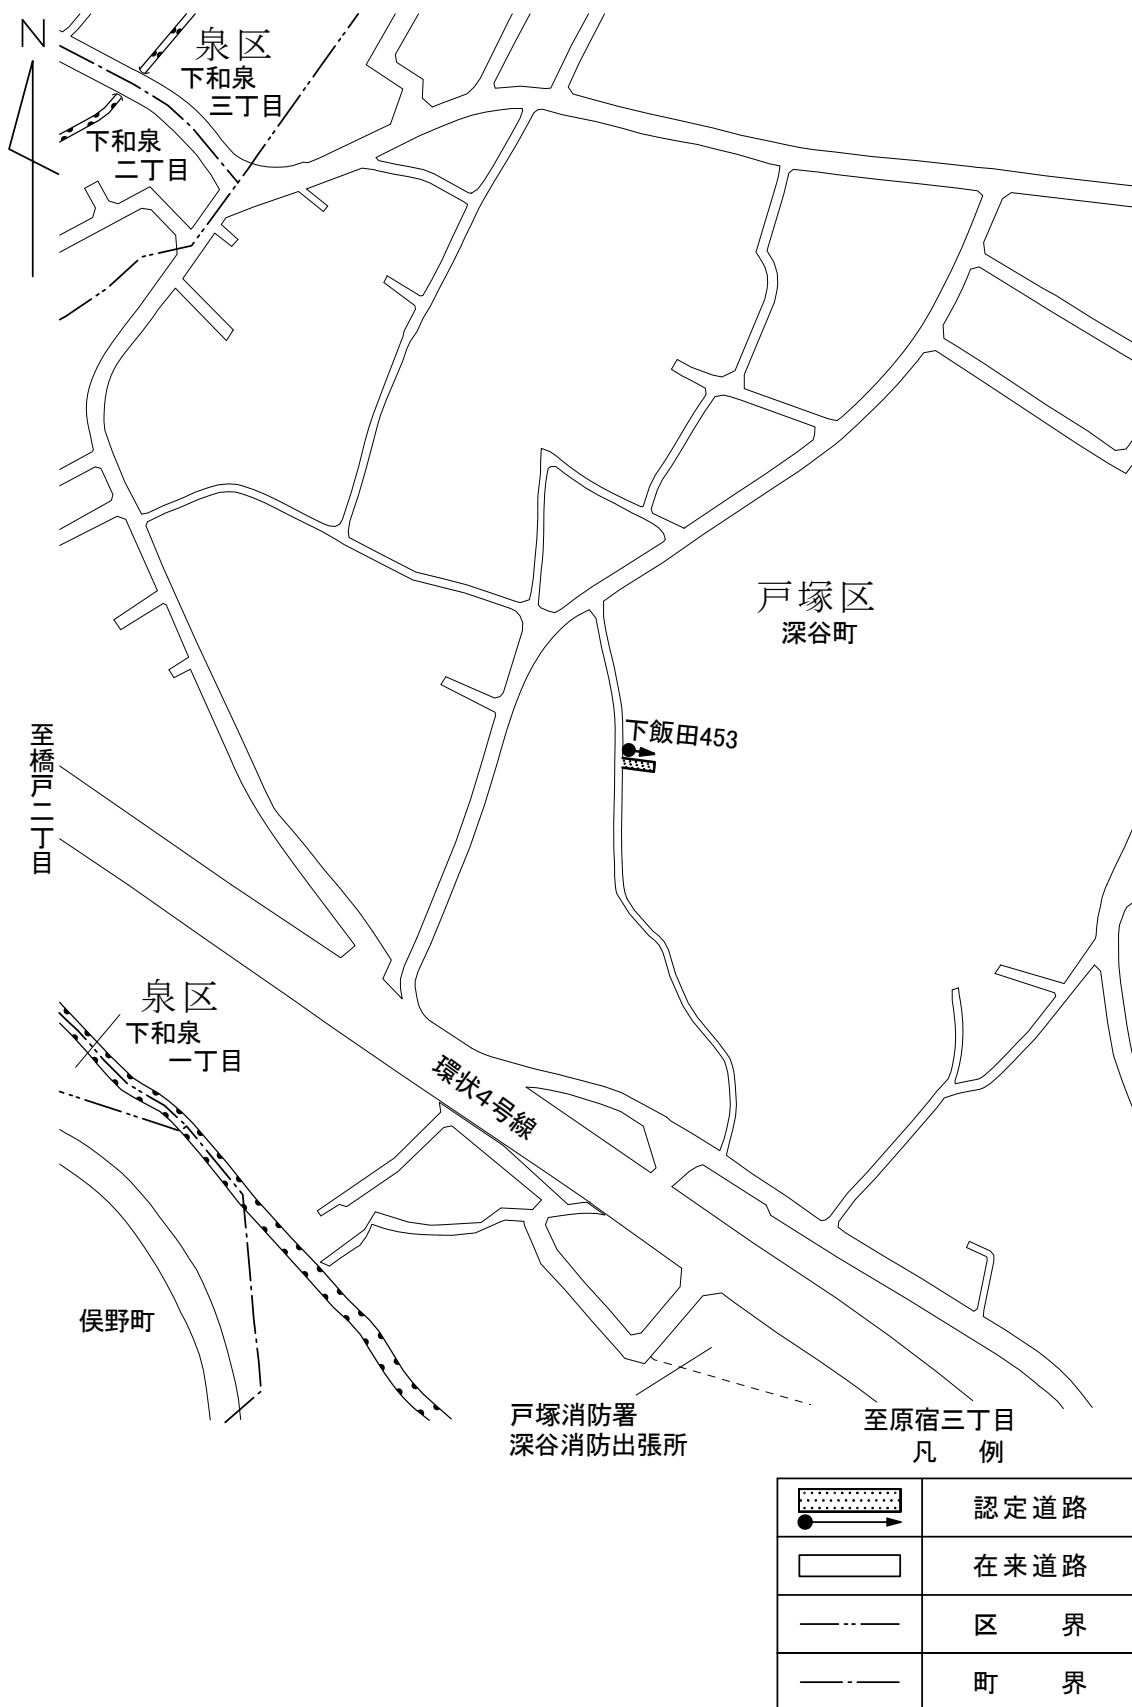 N
泉区
下和泉
三丁目
下和泉
二丁目
戸塚区
深谷町
下飯田453
至橋戸二丁目
泉区
下和泉
一丁目
環状4号線
俣野町
戸塚消防署
深谷消防出張所
至原宿三丁目
凡 例
認定道路
在来道路
区 界
町 界